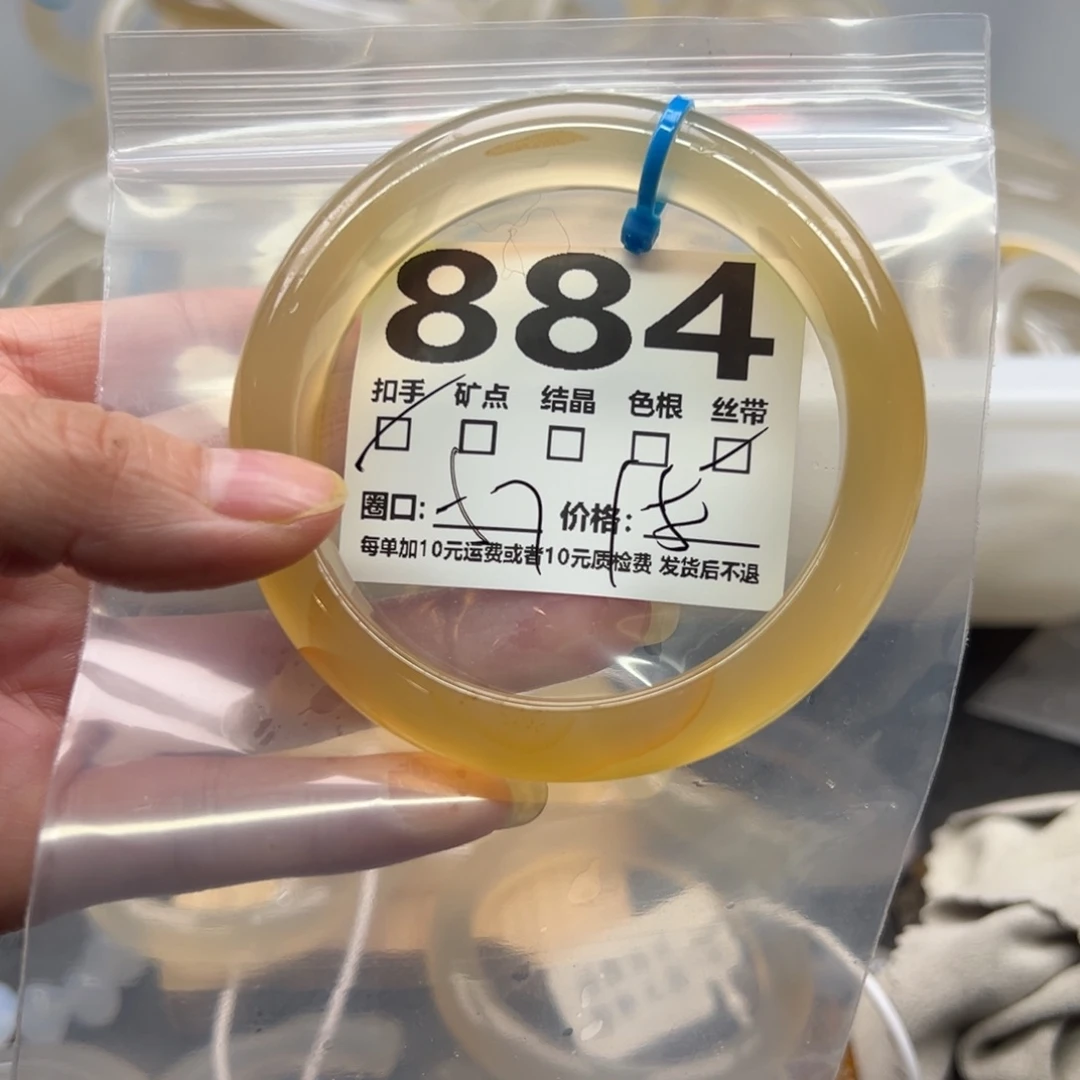 884
扣手 矿点 结晶 色根 丝带
圈口: 价格:
每单加10元运费或者10元质检费 发货后不退